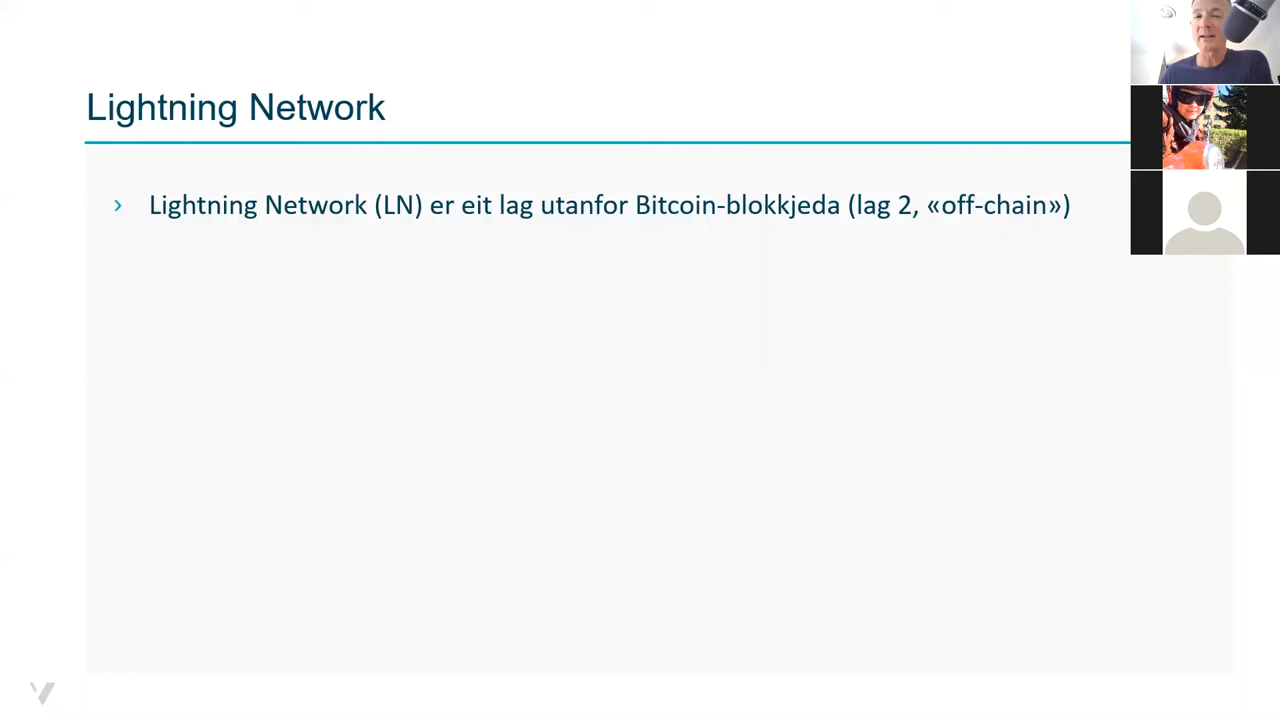 Lightning Network
› Lightning Network (LN) er eit lag utanfor Bitcoin-blokkjeda (lag 2, «off-chain»)